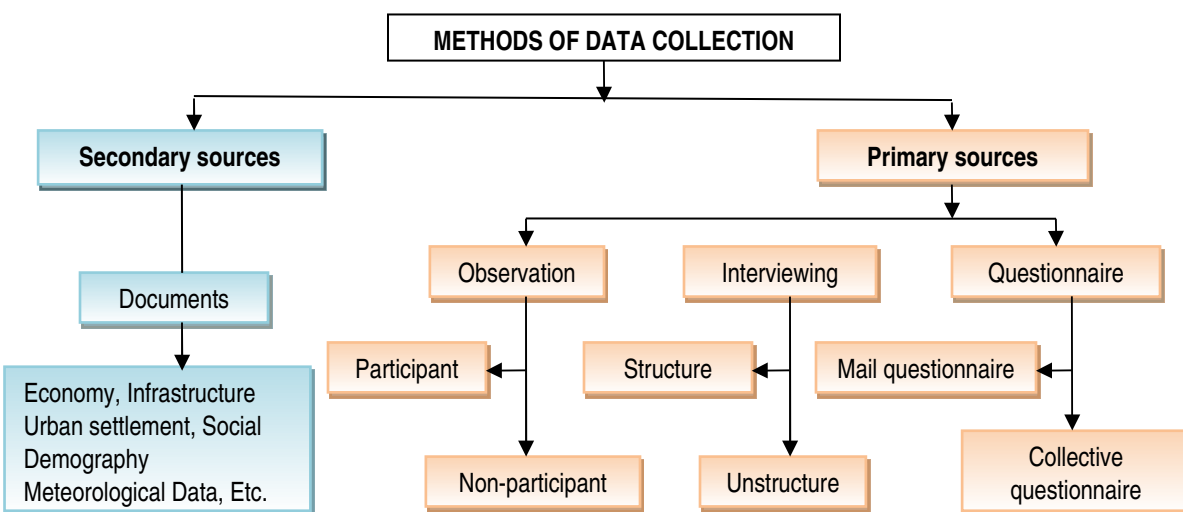 METHODS OF DATA COLLECTION
Secondary sources
Primary sources
Observation
Interviewing
Questionnaire
Documents
Participant
Structure
Mail questionnaire
Economy, Infrastructure
Urban settlement, Social
Demography
Meteorological Data, Etc.
Non-participant
Unstructure
Collective
questionnaire